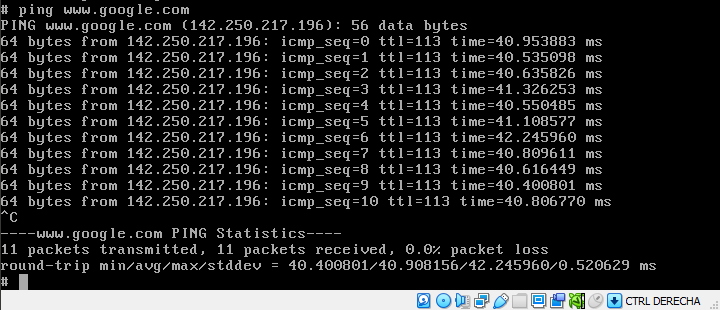 # ping www.google.com
PING www.google.com (142.250.217.196): 56 data bytes
64 bytes from 142.250.217.196: icmp_seq=0 ttl=113 time=40.953883 ms
64 bytes from 142.250.217.196: icmp_seq=1 ttl=113 time=40.535098 ms
64 bytes from 142.250.217.196: icmp_seq=2 ttl=113 time=40.635826 ms
64 bytes from 142.250.217.196: icmp_seq=3 ttl=113 time=41.326253 ms
64 bytes from 142.250.217.196: icmp_seq=4 ttl=113 time=40.550485 ms
64 bytes from 142.250.217.196: icmp_seq=5 ttl=113 time=41.108577 ms
64 bytes from 142.250.217.196: icmp_seq=6 ttl=113 time=42.245960 ms
64 bytes from 142.250.217.196: icmp_seq=7 ttl=113 time=40.809611 ms
64 bytes from 142.250.217.196: icmp_seq=8 ttl=113 time=40.616449 ms
64 bytes from 142.250.217.196: icmp_seq=9 ttl=113 time=40.400801 ms
64 bytes from 142.250.217.196: icmp_seq=10 ttl=113 time=40.806770 ms
^C
----www.google.com PING Statistics----
11 packets transmitted, 11 packets received, 0.0% packet loss
round-trip min/avg/max/stddev = 40.400801/40.908156/42.245960/0.520629 ms
#
CTRL DERECHA